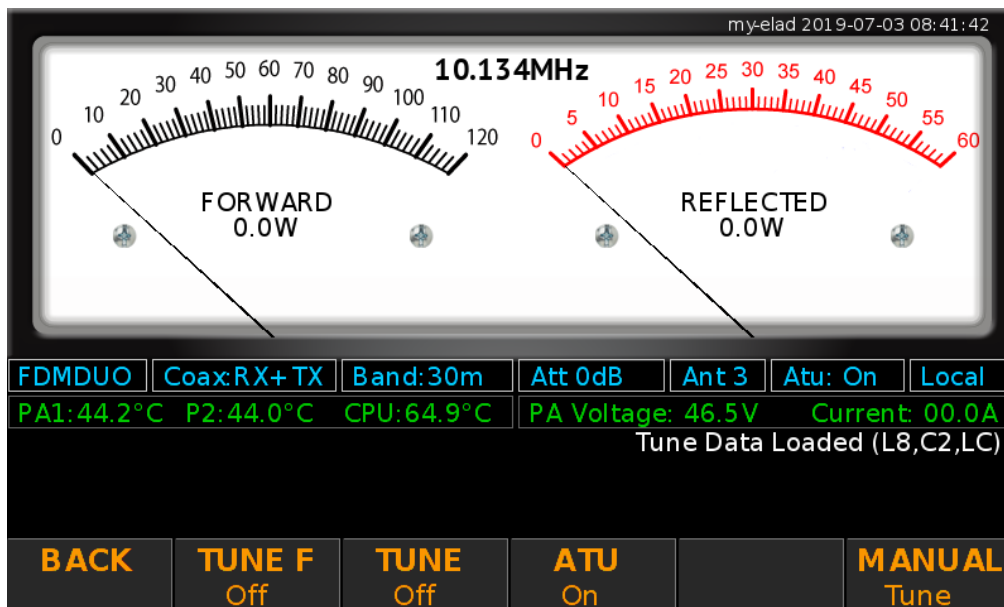 my-elad 2019-07-03 08:41:42
10.134MHz
0 10 20 30 40 50 60 70 80 90 100 110 120
0 5 10 15 20 25 30 35 40 45 50 55 60
FORWARD
0.0W
REFLECTED
0.0W
FDMDUO Coax:RX+TX Band:30m Att 0dB Ant 3 Atu: On Local
PA1:44.2°C P2:44.0°C CPU:64.9°C PA Voltage: 46.5V Current: 00.0A
Tune Data Loaded (L8,C2,LC)
BACK TUNE F TUNE ATU MANUAL
Off Off On Tune